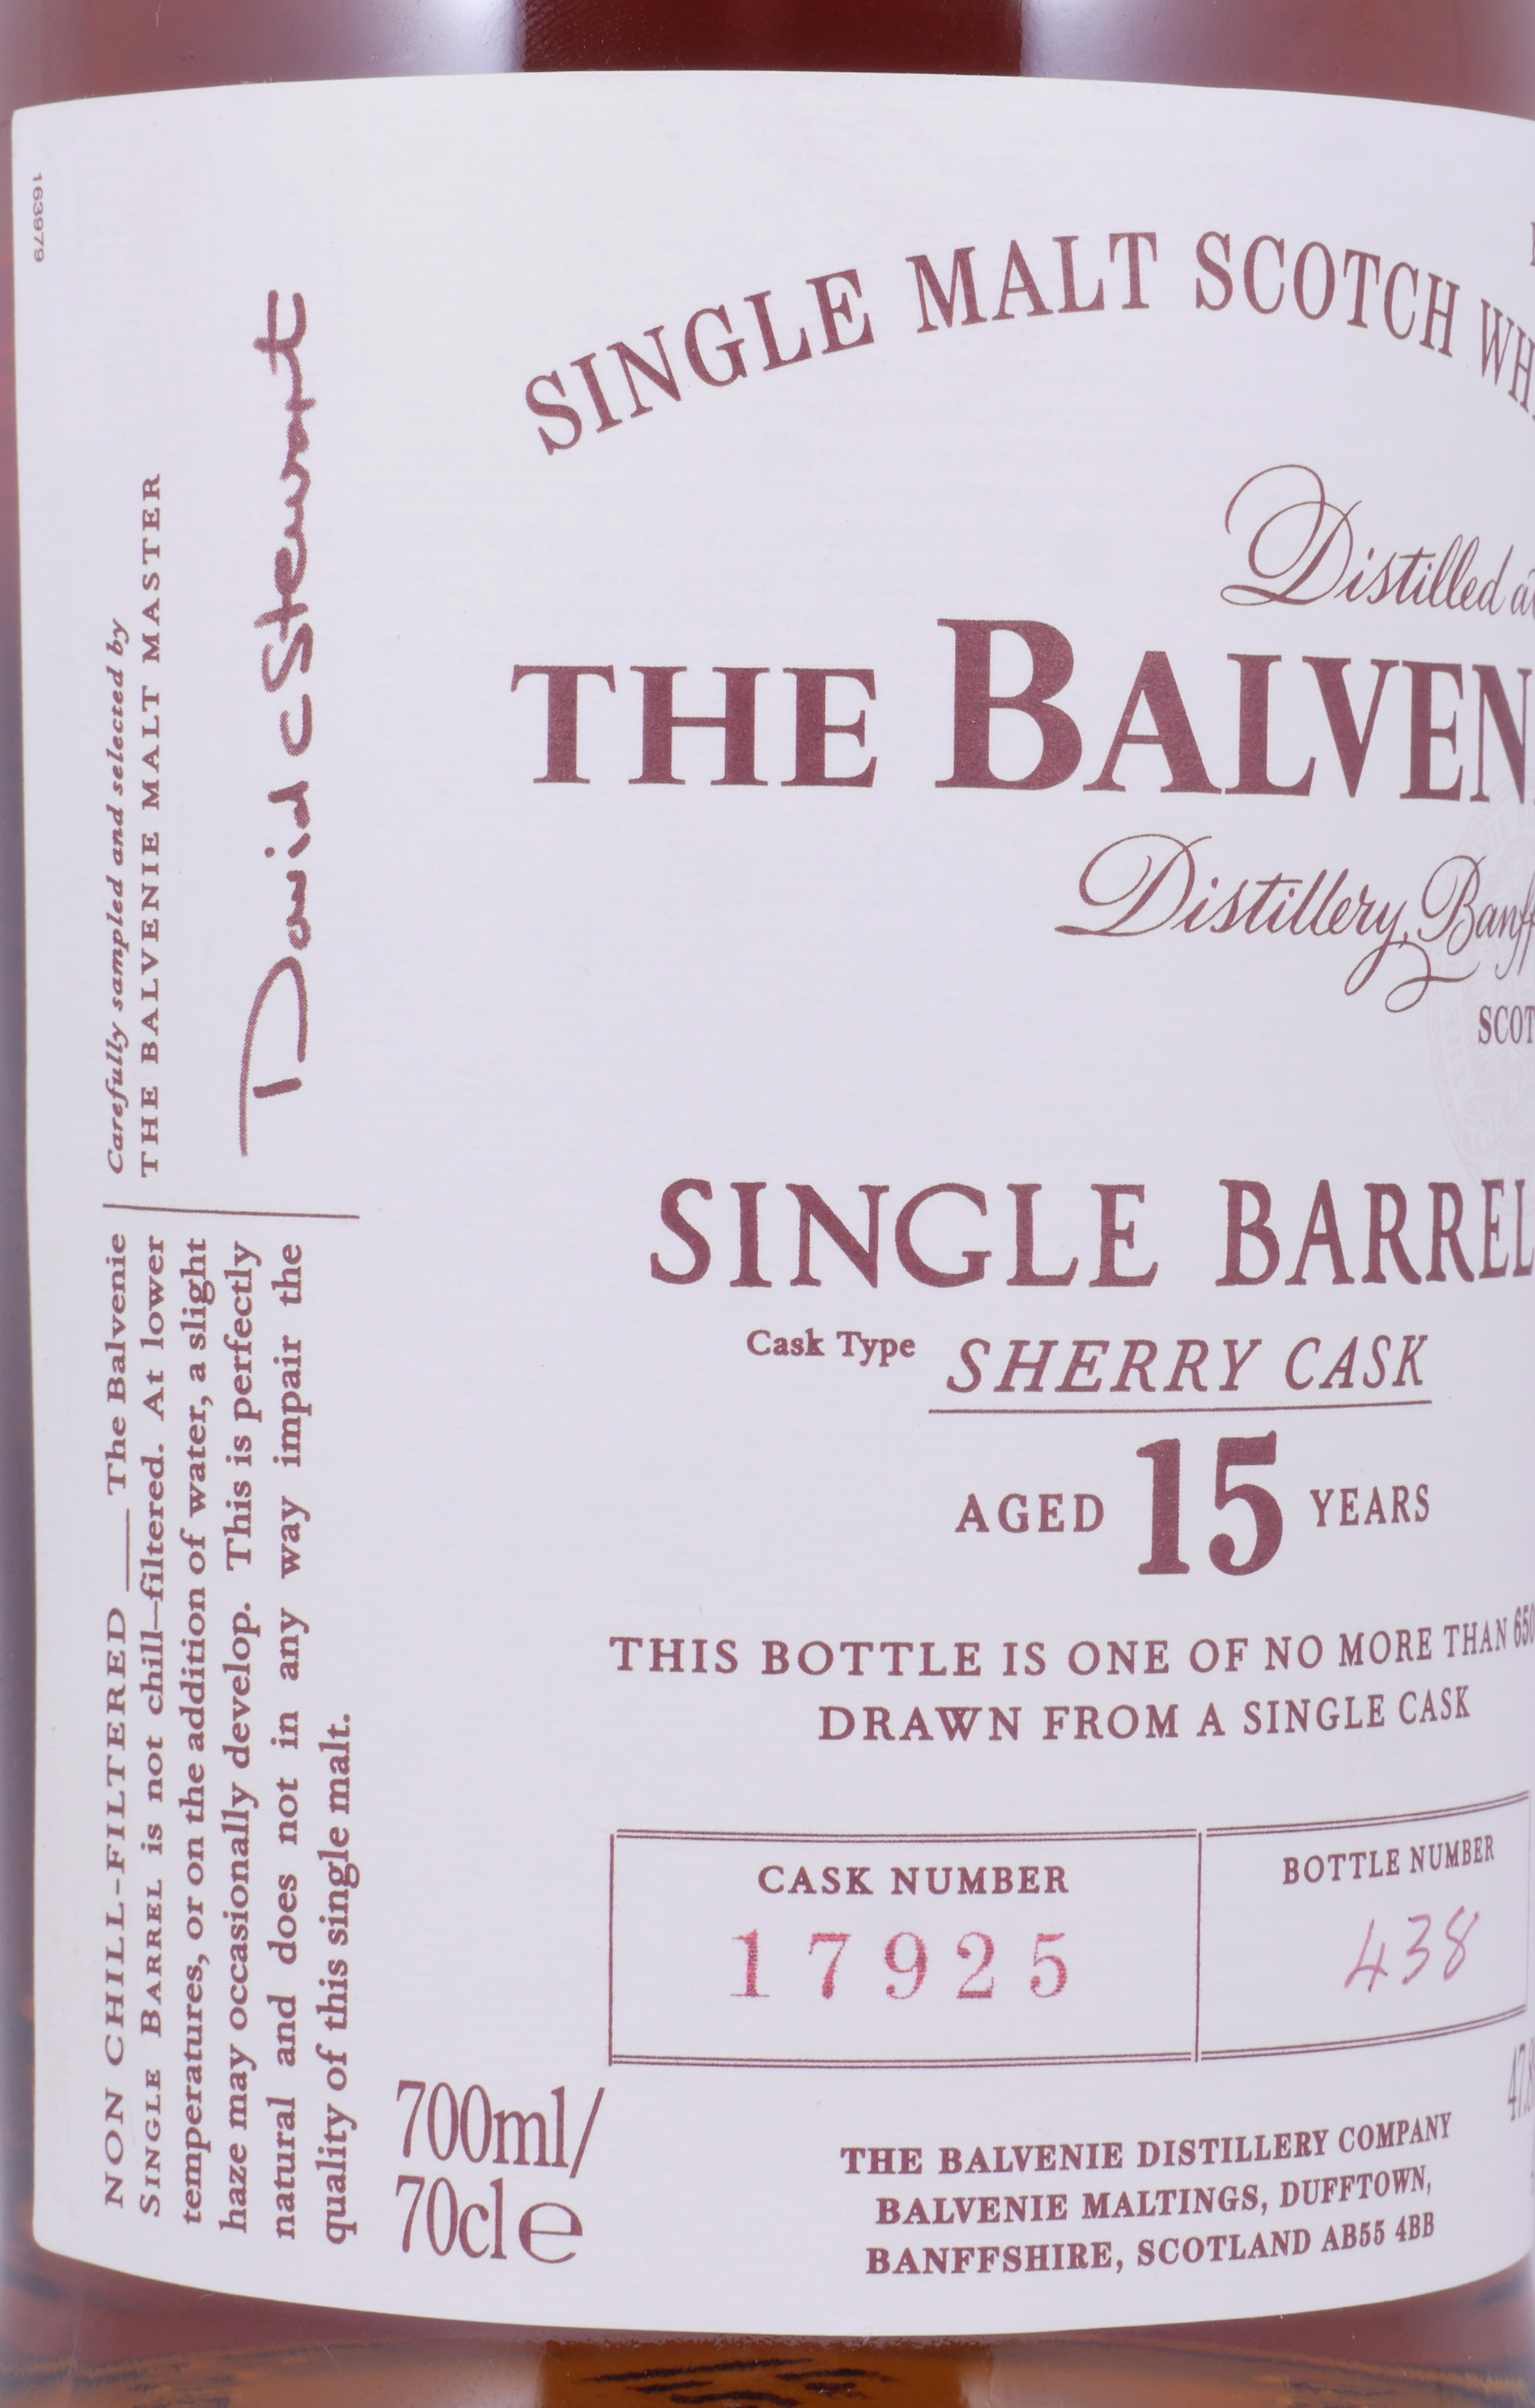 163979
Carefully sampled and selected by
THE BALVENIE MALT MASTER
David C Stewart
NON CHILL-FILTERED ___ The Balvenie
SINGLE BARREL is not chill-filtered. At lower
temperatures, or on the addition of water, a slight
haze may occasionally develop. This is perfectly
natural and does not in any way impair the
quality of this single malt.
SINGLE MALT SCOTCH WH
Distilled at
THE BALVEN
Distillery, Banff
SCOT
SINGLE BARREL
Cask Type SHERRY CASK
AGED 15 YEARS
THIS BOTTLE IS ONE OF NO MORE THAN 650
DRAWN FROM A SINGLE CASK
CASK NUMBER
17925
BOTTLE NUMBER
438
700ml/
70cl e
47.8
THE BALVENIE DISTILLERY COMPANY
BALVENIE MALTINGS, DUFFTOWN,
BANFFSHIRE, SCOTLAND AB55 4BB